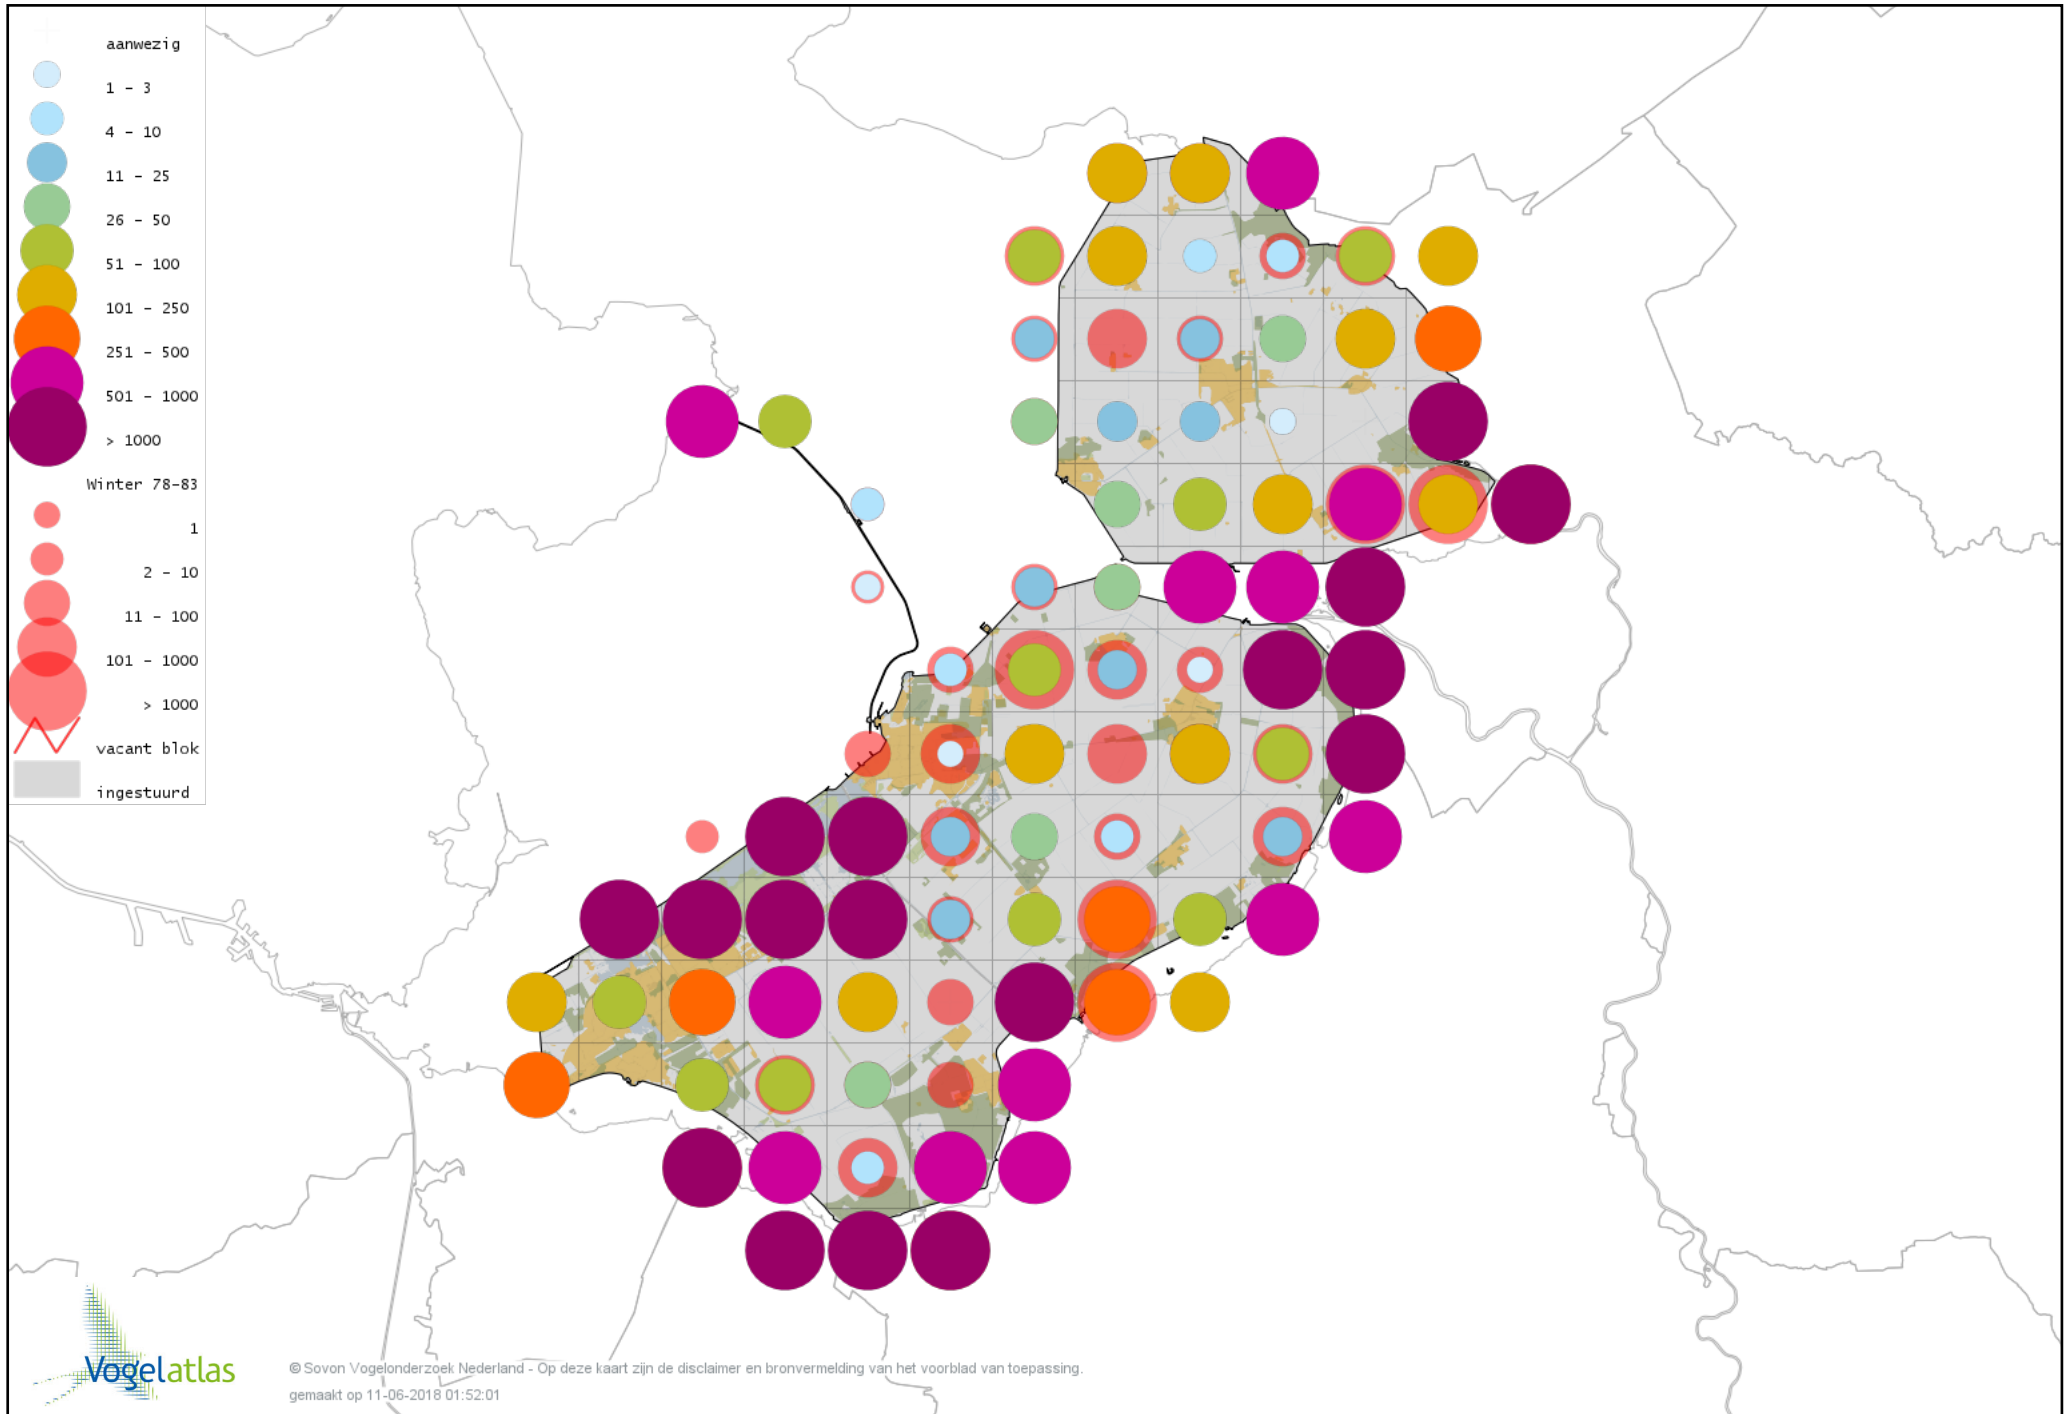 aanwezig
1 - 3
4 - 10
11 - 25
26 - 50
51 - 100
101 - 250
251 - 500
501 - 1000
> 1000
Winter 78-83
1
2 - 10
11 - 100
101 - 1000
> 1000
vacant blok
ingestuurd
Vogelatlas
© Sovon Vogelonderzoek Nederland - Op deze kaart zijn de disclaimer en bronvermelding van het voorblad van toepassing.
gemaakt op 11-06-2018 01:52:01